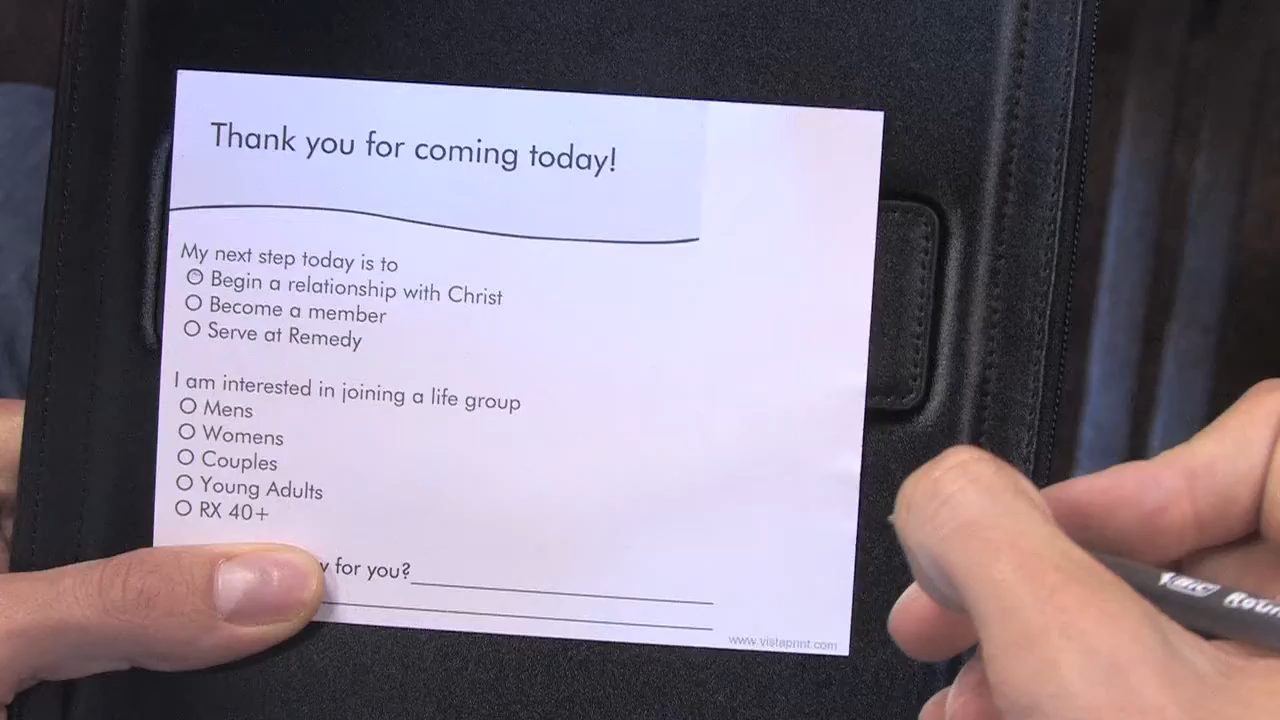 Thank you for coming today!
My next step today is to
O Begin a relationship with Christ
O Become a member
O Serve at Remedy
I am interested in joining a life group
O Mens
O Womens
O Couples
O Young Adults
O RX 40+
for you?
www.vistaprint.com
BIC